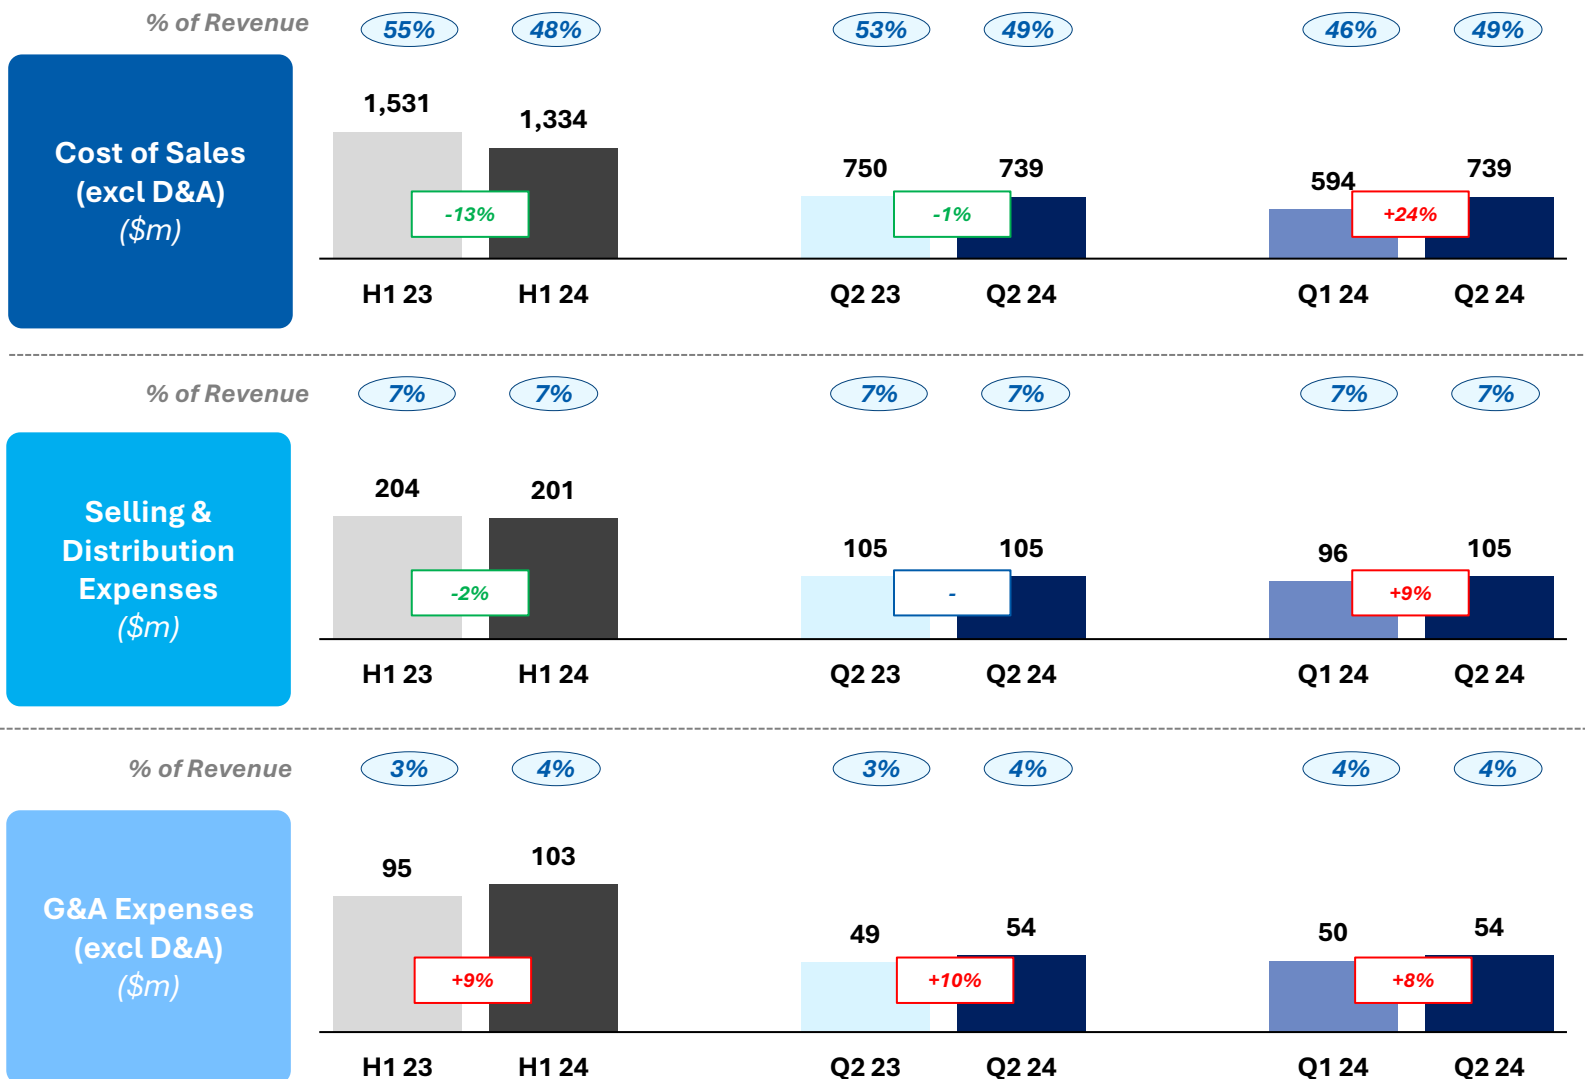 % of Revenue
55%
48%
53%
49%
46%
49%
Cost of Sales
(excl D&A)
($m)
1,531
1,334
750
739
594
739
-13%
-1%
+24%
H1 23
H1 24
Q2 23
Q2 24
Q1 24
Q2 24
% of Revenue
7%
7%
7%
7%
7%
7%
Selling &
Distribution
Expenses
($m)
204
201
105
105
96
105
-2%
-
+9%
H1 23
H1 24
Q2 23
Q2 24
Q1 24
Q2 24
% of Revenue
3%
4%
3%
4%
4%
4%
G&A Expenses
(excl D&A)
($m)
95
103
49
54
50
54
+9%
+10%
+8%
H1 23
H1 24
Q2 23
Q2 24
Q1 24
Q2 24